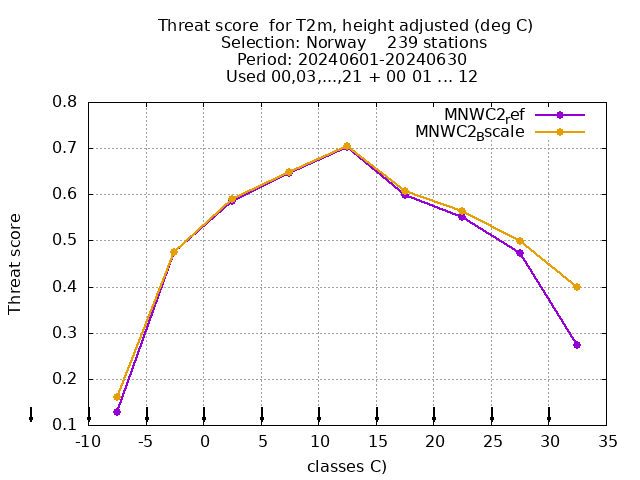 Threat score  for T2m, height adjusted (deg C)
Selection: Norway    239 stations
Period: 20240601-20240630
Used 00,03,...,21 + 00 01 ... 12
MNWC2ref
MNWC2Bscale
Threat score
0.8
0.7
0.6
0.5
0.4
0.3
0.2
0.1
-10 -5 0 5 10 15 20 25 30 35
classes C)